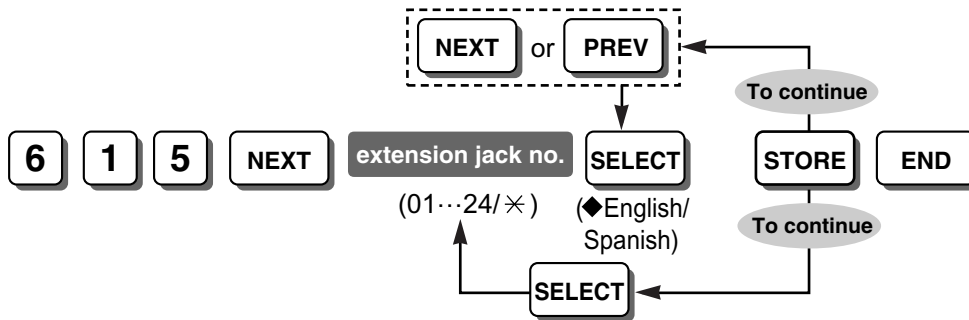 NEXT or PREV
To continue
6 1 5 NEXT extension jack no. SELECT STORE END
(01···24/✳) (◆English/
Spanish)
To continue
SELECT